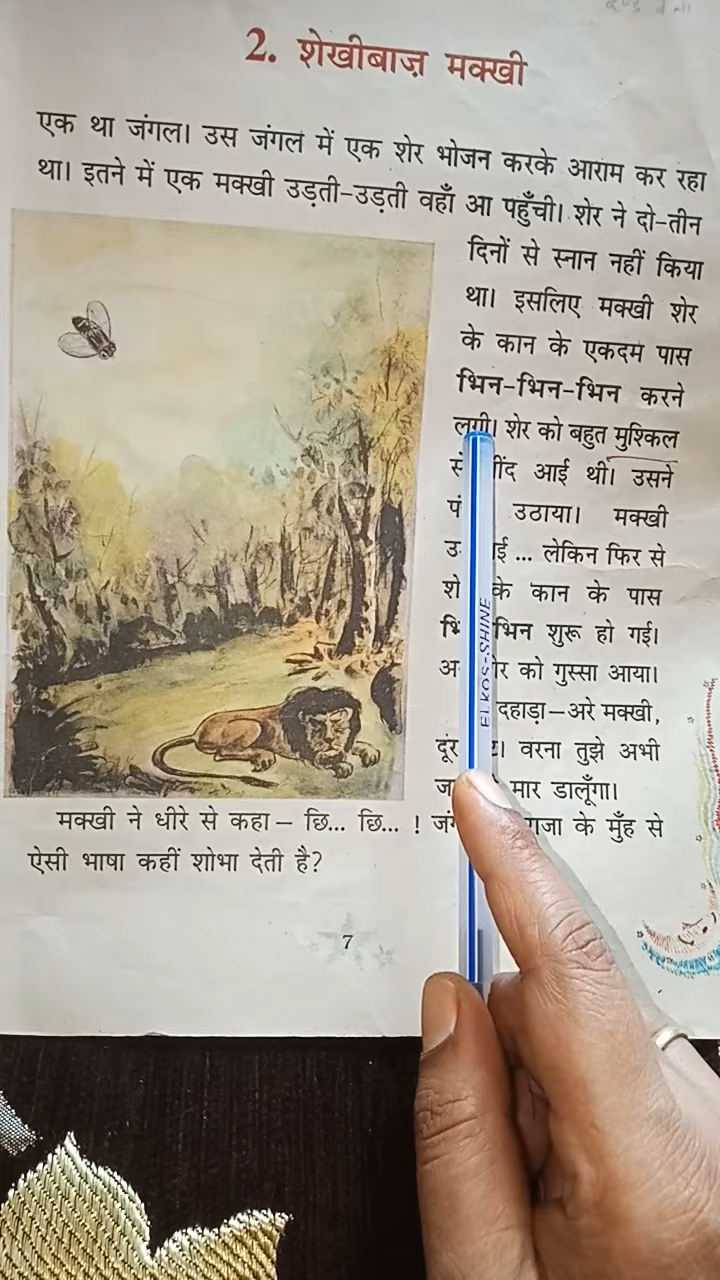 2. शेखीबाज़ मक्खी
एक था जंगल। उस जंगल में एक शेर भोजन करके आराम कर रहा
था। इतने में एक मक्खी उड़ती-उड़ती वहाँ आ पहुँची। शेर ने दो-तीन
दिनों से स्नान नहीं किया
था। इसलिए मक्खी शेर
के कान के एकदम पास
भिन-भिन-भिन करने
लगी। शेर को बहुत मुश्किल
आई थी। उसने
उठाया। मक्खी
... लेकिन फिर से
के कान के पास
भिन शुरू हो गई।
को गुस्सा आया।
दहाड़ा—अरे मक्खी,
वरना तुझे अभी
मार डालूँगा।
मक्खी ने धीरे से कहा— छि... छि... ! के मुँह से
ऐसी भाषा कहीं शोभा देती है?
7
ELKOS-SHINE